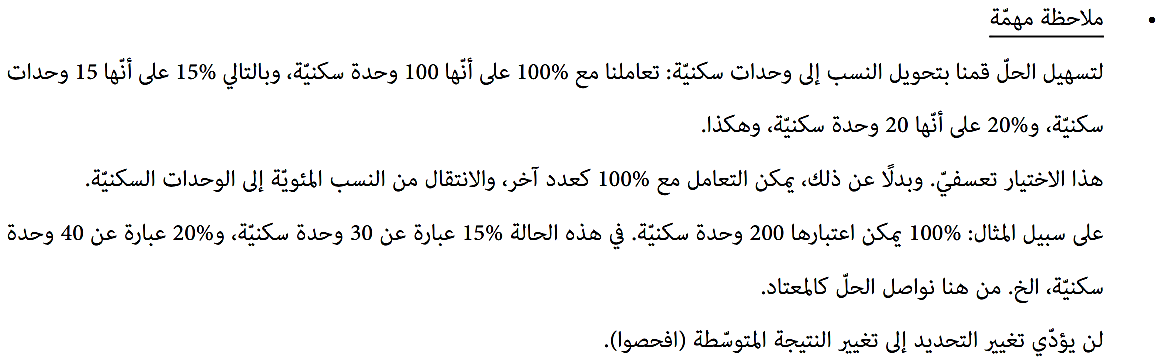 • ملاحظة مهمّة
لتسهيل الحلّ قمنا بتحويل النسب إلى وحدات سكنيّة: تعاملنا مع 100% على أنّها 100 وحدة سكنيّة، وبالتالي 15% على أنّها 15 وحدات
سكنيّة، و20% على أنّها 20 وحدة سكنيّة، وهكذا.
هذا الاختيار تعسفيّ. وبدلًا عن ذلك، يمكن التعامل مع 100% كعدد آخر، والانتقال من النسب المئويّة إلى الوحدات السكنيّة.
على سبيل المثال: 100% يمكن اعتبارها 200 وحدة سكنيّة. في هذه الحالة 15% عبارة عن 30 وحدة سكنيّة، و20% عبارة عن 40 وحدة
سكنيّة، الخ. من هنا نواصل الحلّ كالمعتاد.
لن يؤدّي تغيير التحديد إلى تغيير النتيجة المتوسّطة (افحصوا).